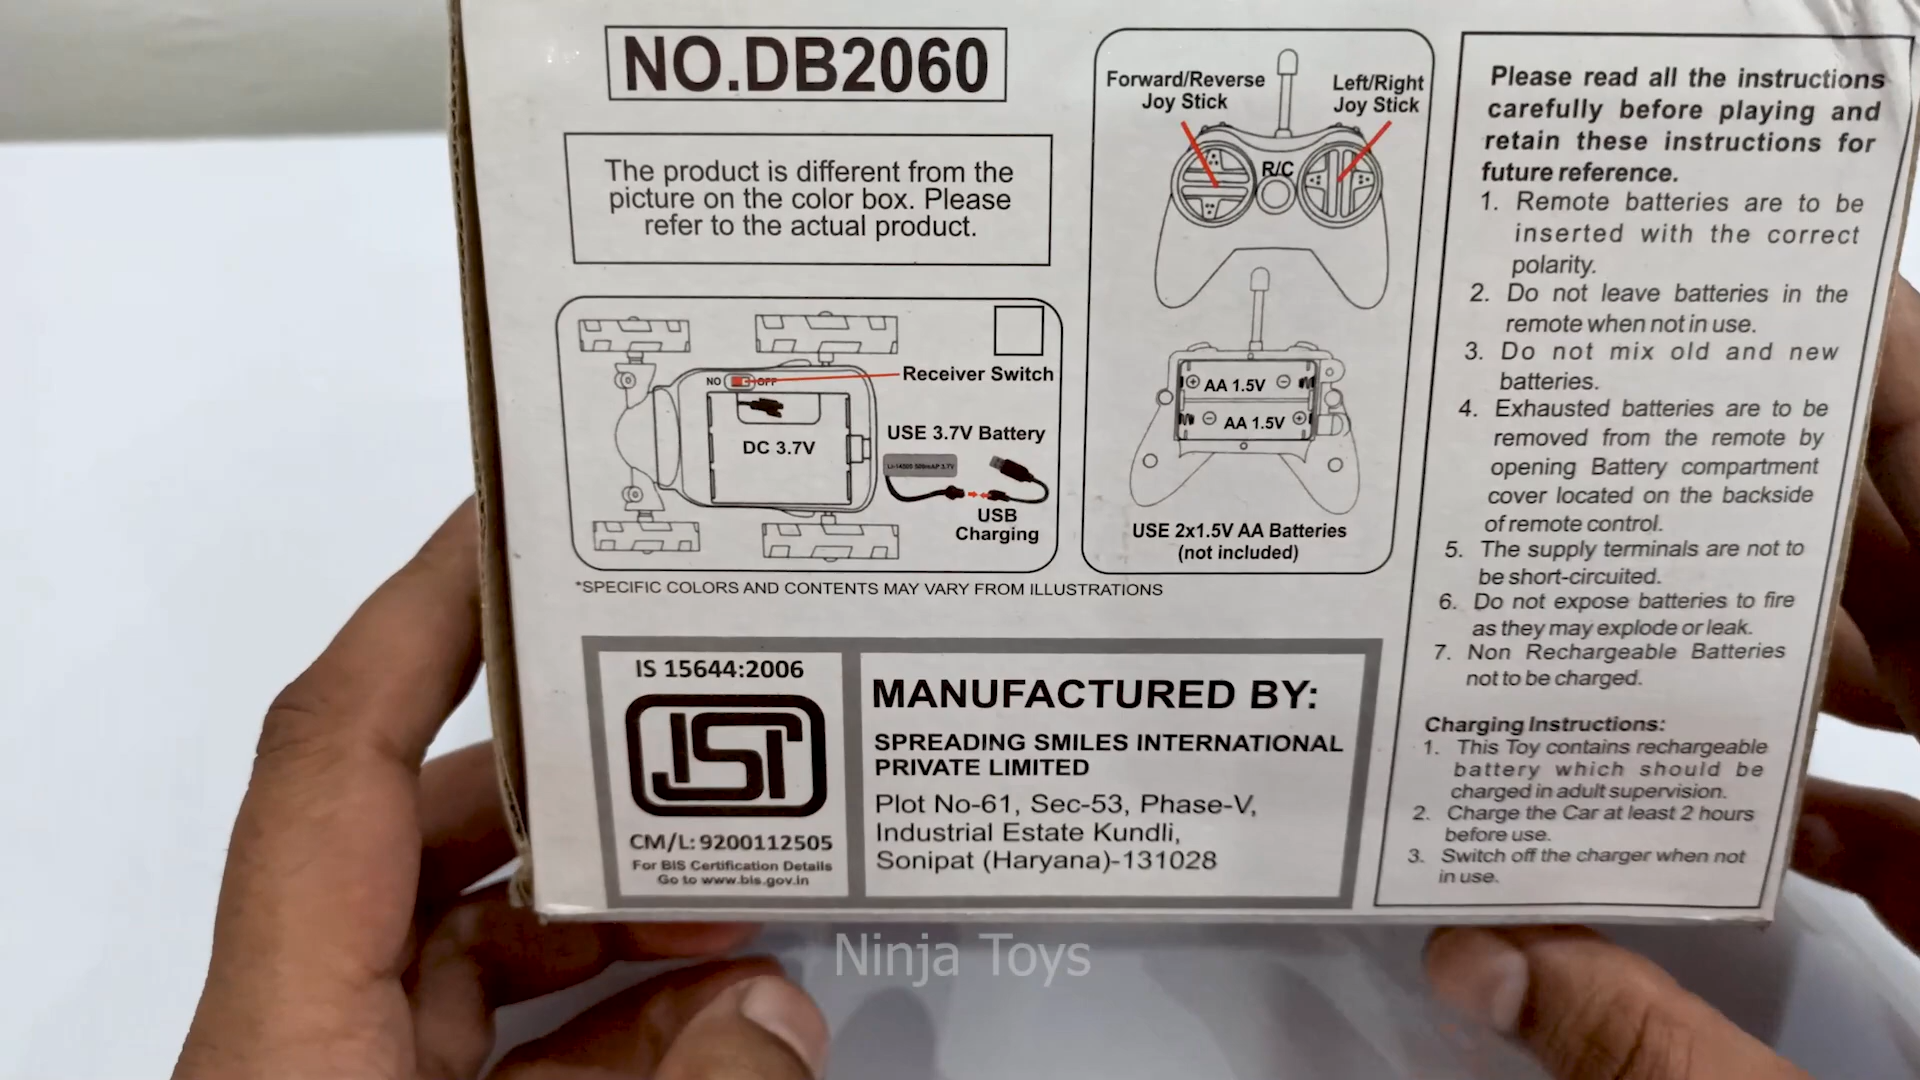 NO.DB2060
The product is different from the
picture on the color box. Please
refer to the actual product.
NO OFF
Receiver Switch
DC 3.7V
USE 3.7V Battery
USB
Charging
*SPECIFIC COLORS AND CONTENTS MAY VARY FROM ILLUSTRATIONS
Forward/Reverse
Joy Stick
Left/Right
Joy Stick
R/C
AA 1.5V
AA 1.5V
USE 2x1.5V AA Batteries
(not included)
IS 15644:2006
ISI
CM/L: 9200112505
For BIS Certification Details
Go to www.bis.gov.in
MANUFACTURED BY:
SPREADING SMILES INTERNATIONAL
PRIVATE LIMITED
Plot No-61, Sec-53, Phase-V,
Industrial Estate Kundli,
Sonipat (Haryana)-131028
Please read all the instructions
carefully before playing and
retain these instructions for
future reference.
1. Remote batteries are to be
inserted with the correct
polarity.
2. Do not leave batteries in the
remote when not in use.
3. Do not mix old and new
batteries.
4. Exhausted batteries are to be
removed from the remote by
opening Battery compartment
cover located on the backside
of remote control.
5. The supply terminals are not to
be short-circuited.
6. Do not expose batteries to fire
as they may explode or leak.
7. Non Rechargeable Batteries
not to be charged.
Charging Instructions:
1. This Toy contains rechargeable
battery which should be
charged in adult supervision.
2. Charge the Car at least 2 hours
before use.
3. Switch off the charger when not
in use.
Ninja Toys